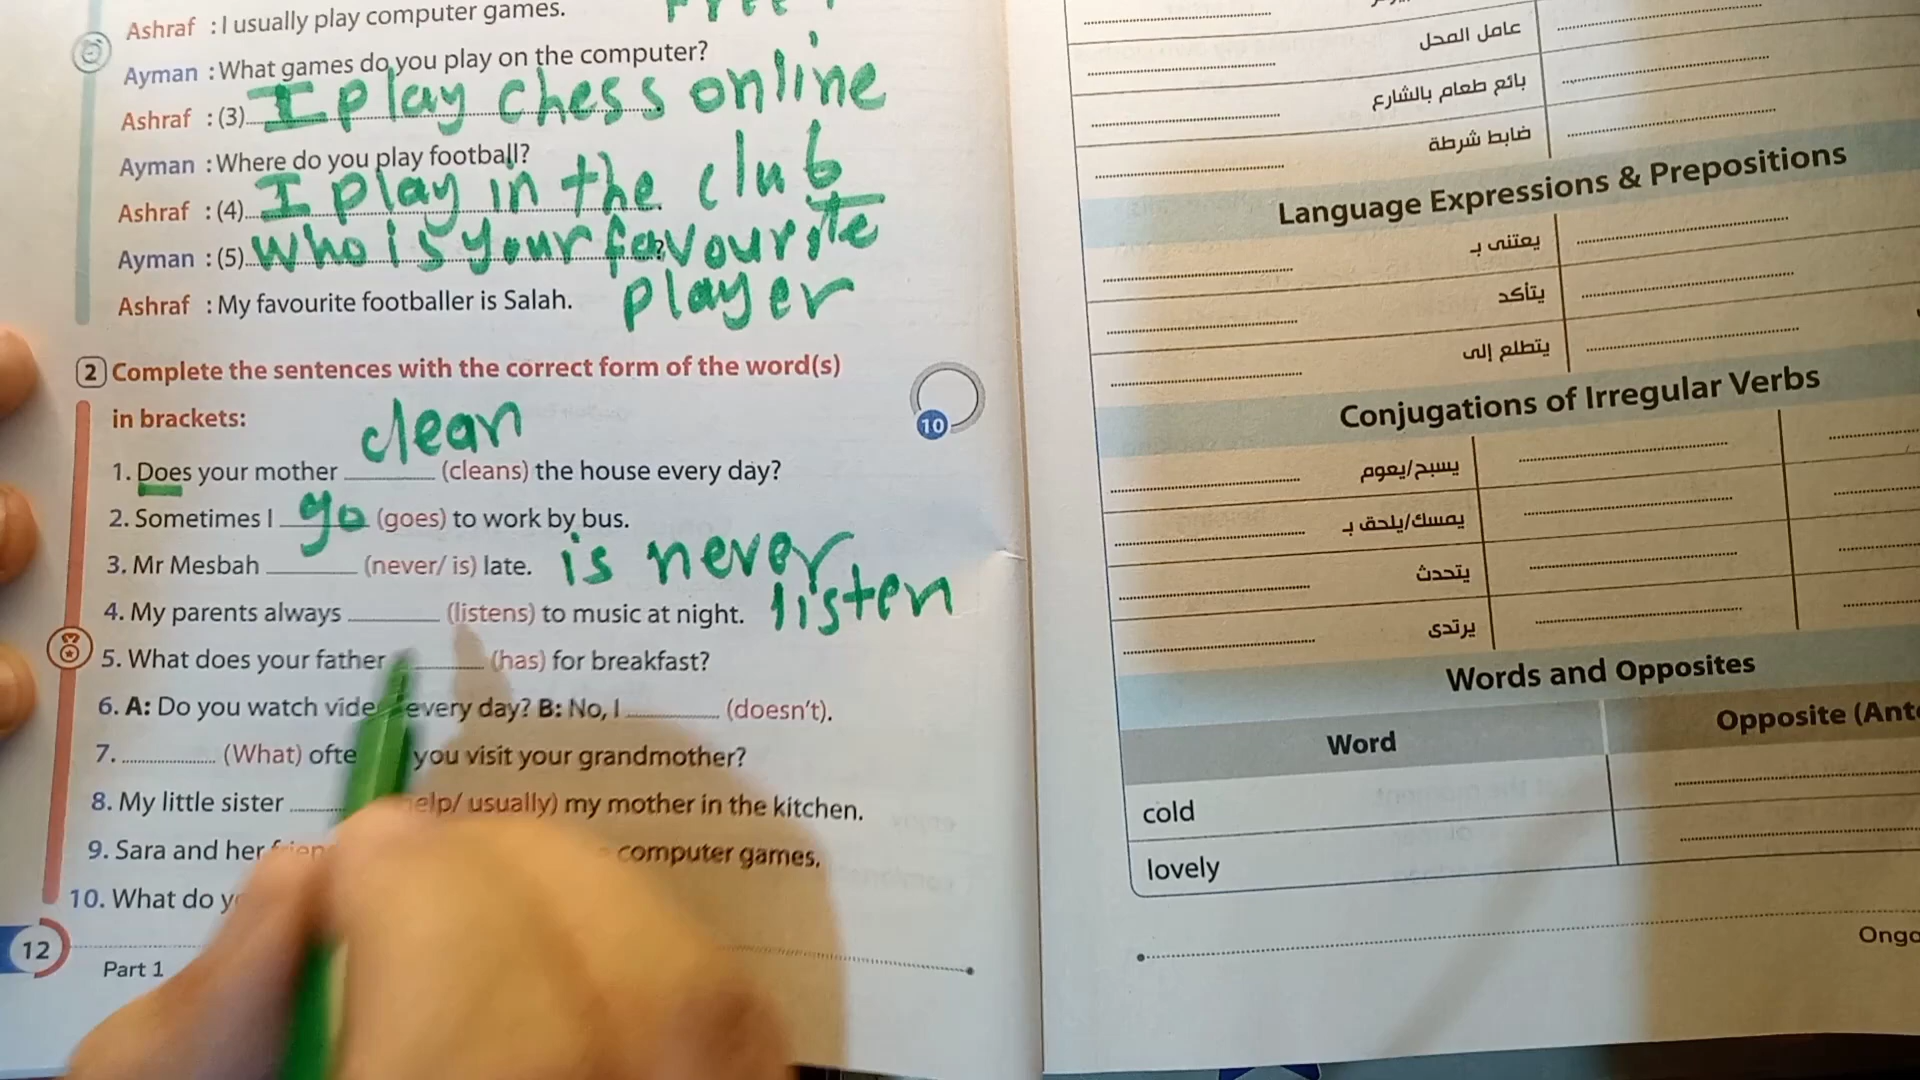 Ashraf : I usually play computer games.
Ayman : What games do you play on the computer?
Ashraf : (3) I play chess online
Ayman : Where do you play football?
Ashraf : (4) I play in the club
Ayman : (5) who is your favourite ?
player
Ashraf : My favourite footballer is Salah.
2 Complete the sentences with the correct form of the word(s)
in brackets:
10
clean
1. Does your mother (cleans) the house every day?
2. Sometimes I go (goes) to work by bus.
3. Mr Mesbah (never/ is) late. is never
4. My parents always (listens) to music at night. listen
5. What does your father (has) for breakfast?
6. A: Do you watch every day? B: No, I (doesn't).
7. (What) you visit your grandmother?
8. My little sister usually) my mother in the kitchen.
9. Sara and her computer games.
10. What do
12
Part 1
عامل المحل
بائع طعام بالشارع
ضابط شرطة
Language Expressions & Prepositions
يعتنى بـ
يتأكد
يتطلع إلى
Conjugations of Irregular Verbs
يسبح/يعوم
يمسك/يلحق بـ
يتحدث
يرتدى
Words and Opposites
Word Opposite
cold
lovely